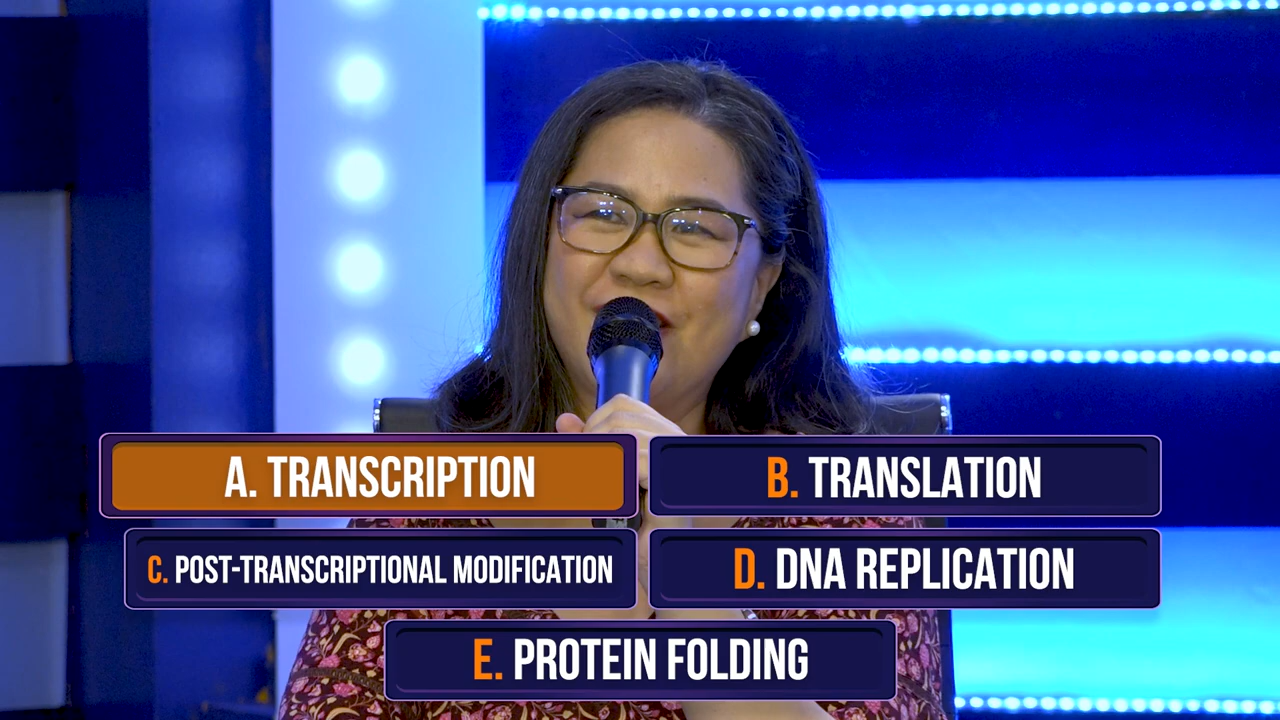 A. TRANSCRIPTION
B. TRANSLATION
C. POST-TRANSCRIPTIONAL MODIFICATION
D. DNA REPLICATION
E. PROTEIN FOLDING